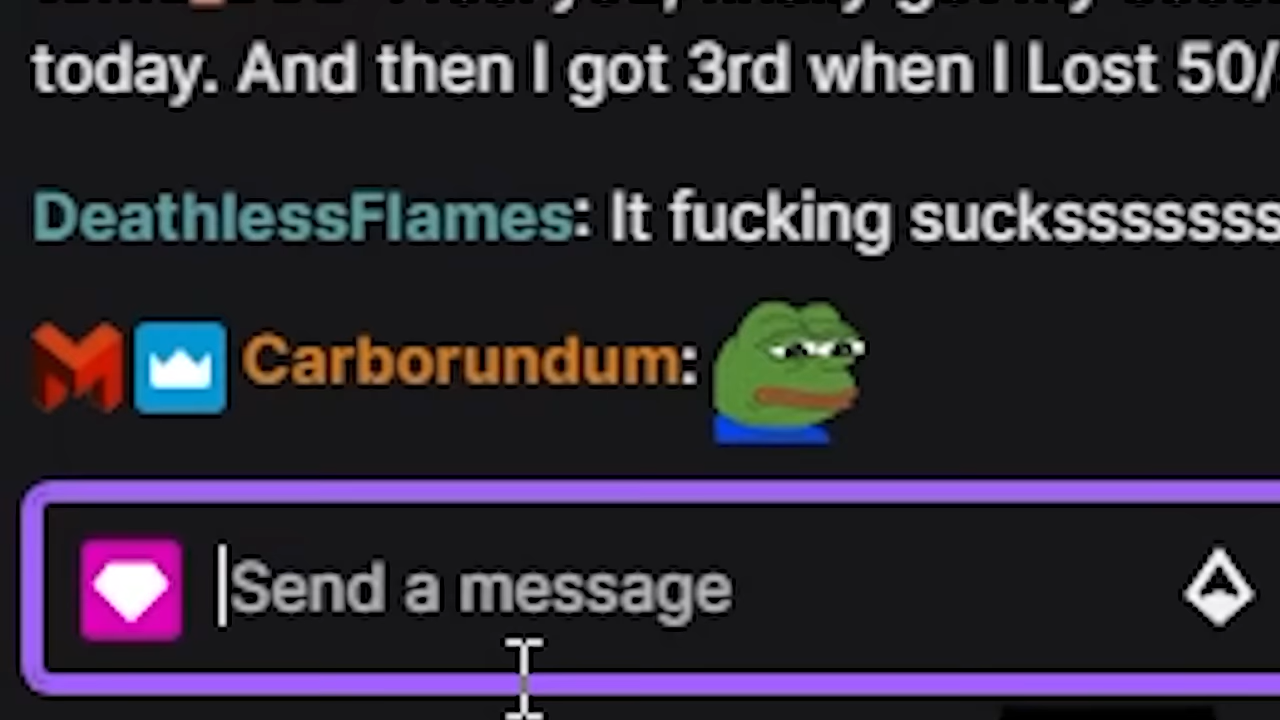 today. And then I got 3rd when I Lost 50/
DeathlessFlames: It fucking sucksssssss
Carborundum:
Send a message